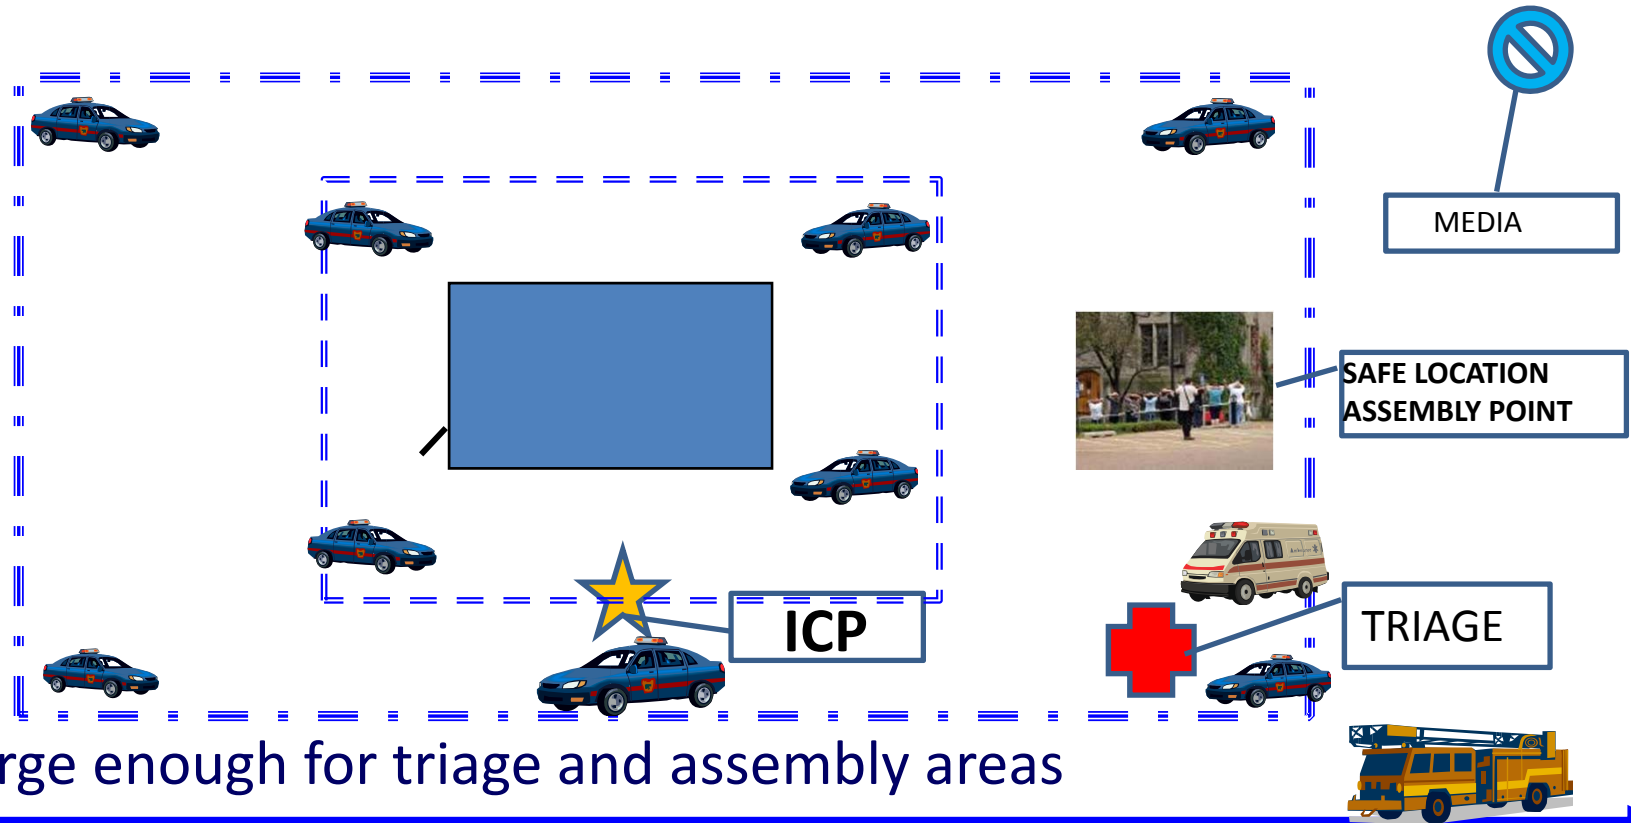 MEDIA
SAFE LOCATION
ASSEMBLY POINT
ICP
TRIAGE
rge enough for triage and assembly areas